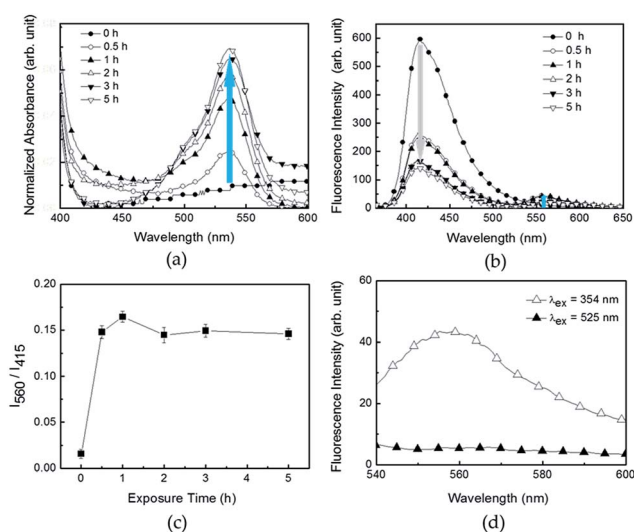 0 h
0.5 h
1 h
2 h
3 h
5 h
Normalized Absorbance (arb. unit)
400 450 500 550 600
Wavelength (nm)
(a)
0 h
0.5 h
1 h
2 h
3 h
5 h
Fluorescence Intensity (arb. unit)
600
500
400
300
200
100
0
400 450 500 550 600 650
Wavelength (nm)
(b)
I560 / I415
0.20
0.15
0.10
0.05
0.00
0 1 2 3 4 5
Exposure Time (h)
(c)
λex = 354 nm
λex = 525 nm
Fluorescence Intensity (arb. unit)
60
40
20
0
540 560 580 600
Wavelength (nm)
(d)